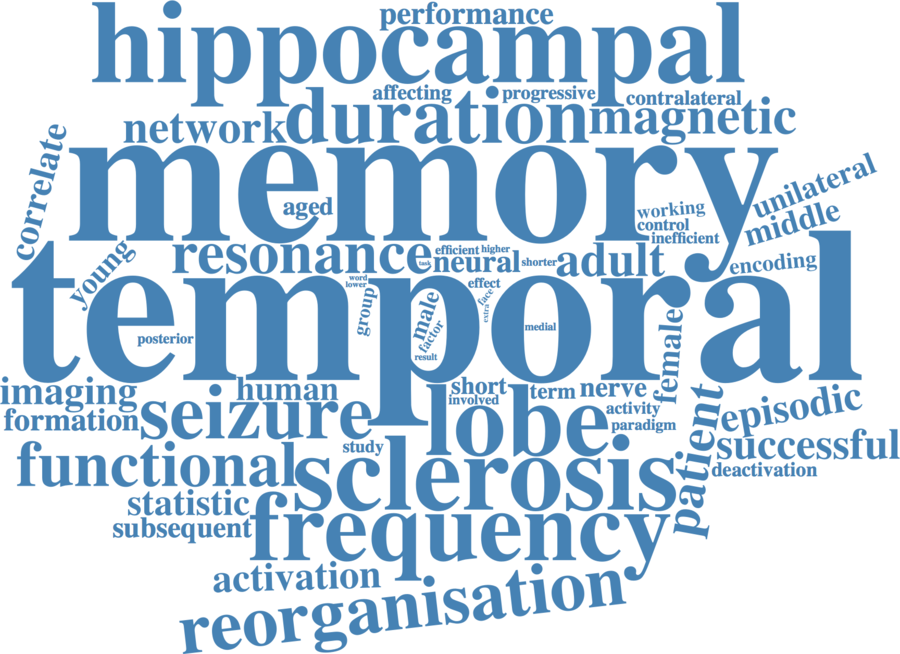 performance
hippocampal
affecting
progressive
contralateral
network
duration
magnetic
correlate
memory
unilateral
aged
working
middle
control
inefficient
young
resonance
efficient
higher
task
neural
shorter
adult
encoding
temporal
word
lower
effect
group
male
face
extra
factor
medial
posterior
result
female
imaging
human
short
term
nerve
involved
formation
seizure
lobe
activity
paradigm
patient
episodic
study
successful
functional
sclerosis
deactivation
statistic
subsequent
frequency
activation
reorganisation